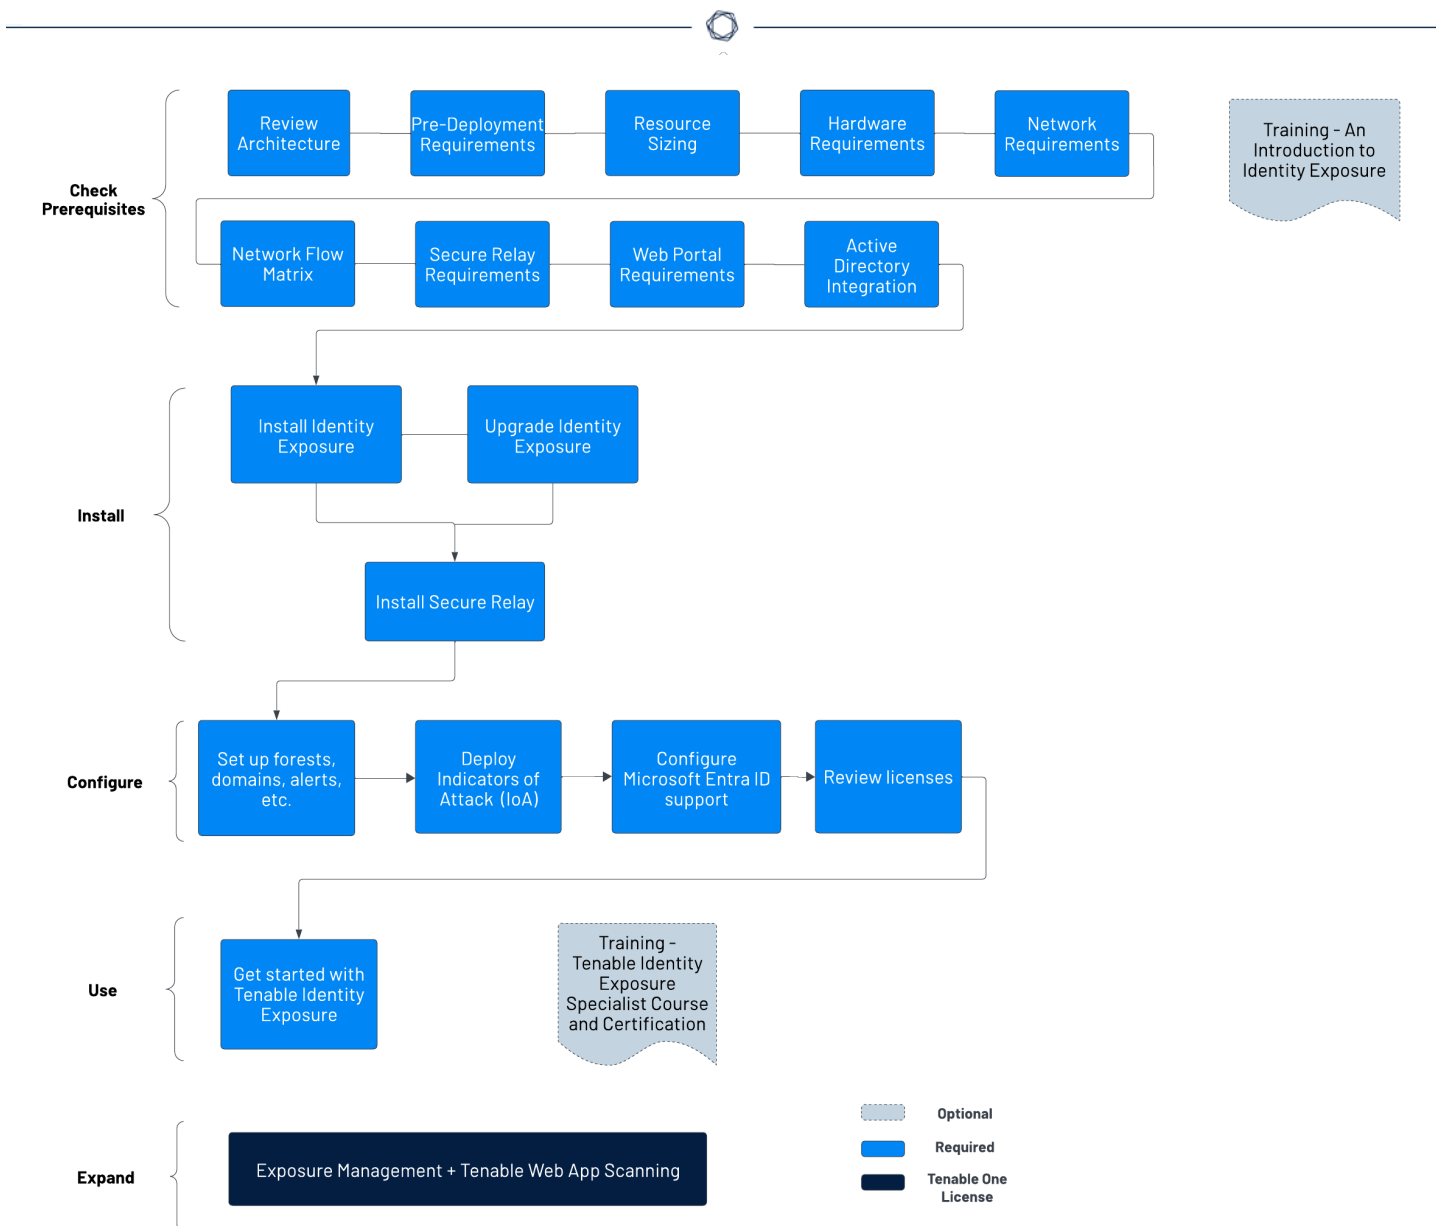 Check
Prerequisites
Review
Architecture
Pre-Deployment
Requirements
Resource
Sizing
Hardware
Requirements
Network
Requirements
Training - An
Introduction to
Identity Exposure
Network Flow
Matrix
Secure Relay
Requirements
Web Portal
Requirements
Active
Directory
Integration
Install
Install Identity
Exposure
Upgrade Identity
Exposure
Install Secure Relay
Configure
Set up forests,
domains, alerts,
etc.
Deploy
Indicators of
Attack (IoA)
Configure
Microsoft Entra ID
support
Review licenses
Use
Get started with
Tenable Identity
Exposure
Training -
Tenable Identity
Exposure
Specialist Course
and Certification
Expand
Exposure Management + Tenable Web App Scanning
Optional
Required
Tenable One
License